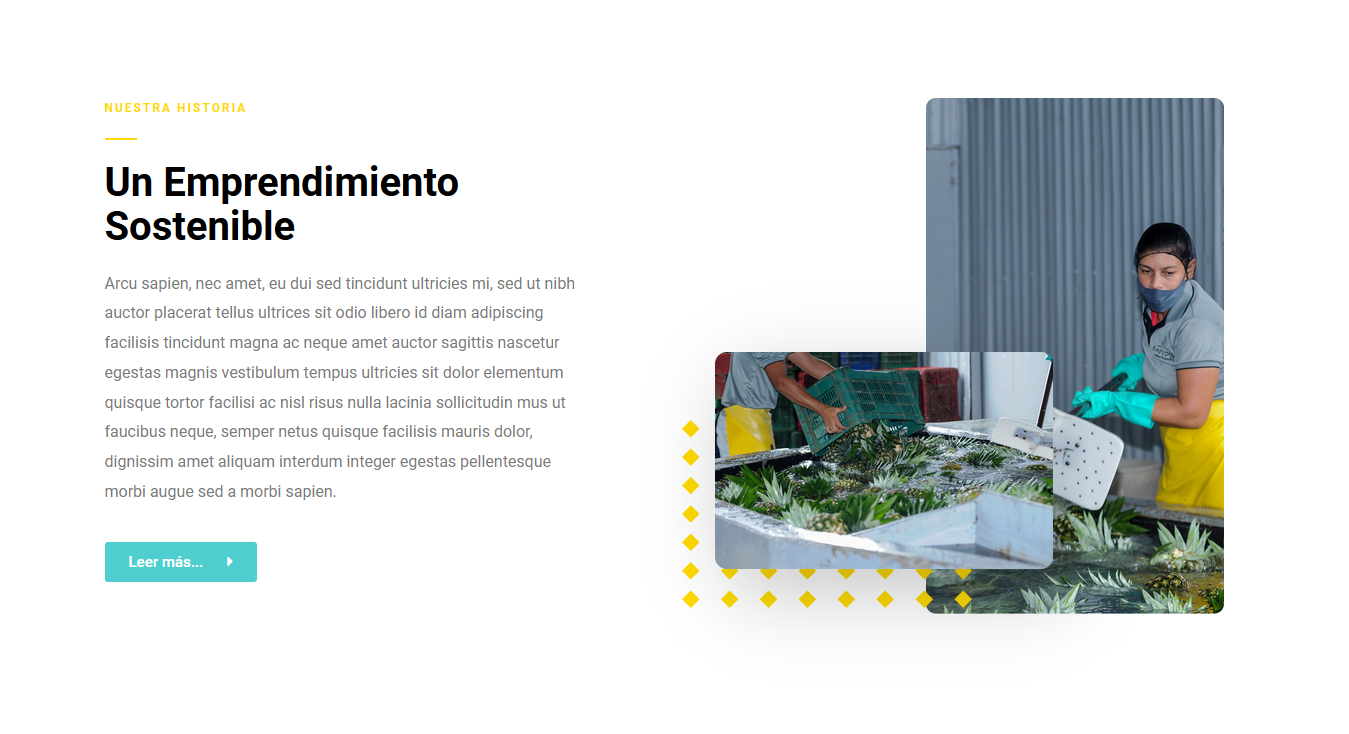 NUESTRA HISTORIA
Un Emprendimiento
Sostenible
Arcu sapien, nec amet, eu dui sed tincidunt ultricies mi, sed ut nibh
auctor placerat tellus ultrices sit odio libero id diam adipiscing
facilisis tincidunt magna ac neque amet auctor sagittis nascetur
egestas magnis vestibulum tempus ultricies sit dolor elementum
quisque tortor facilisi ac nisl risus nulla lacinia sollicitudin mus ut
faucibus neque, semper netus quisque facilisis mauris dolor,
dignissim amet aliquam interdum integer egestas pellentesque
morbi augue sed a morbi sapien.
Leer más...